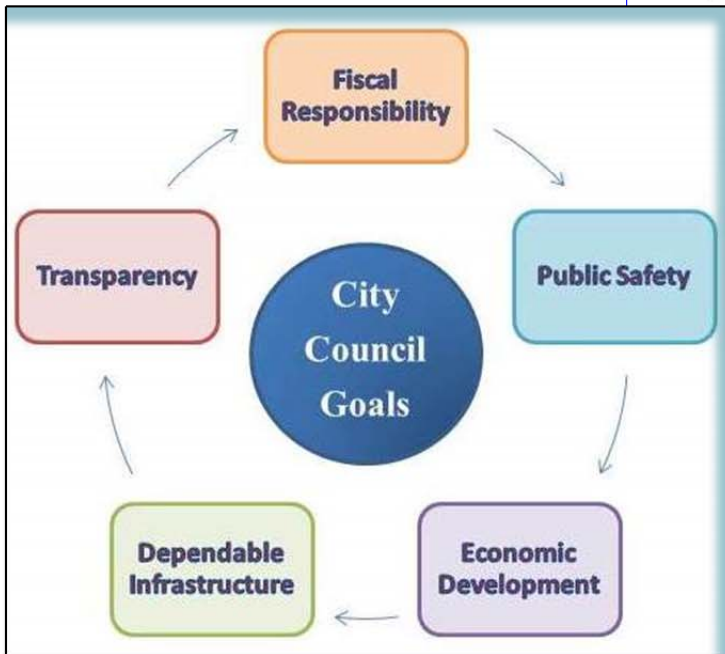 Fiscal
Responsibility
Public Safety
Economic
Development
Dependable
Infrastructure
Transparency
City
Council
Goals